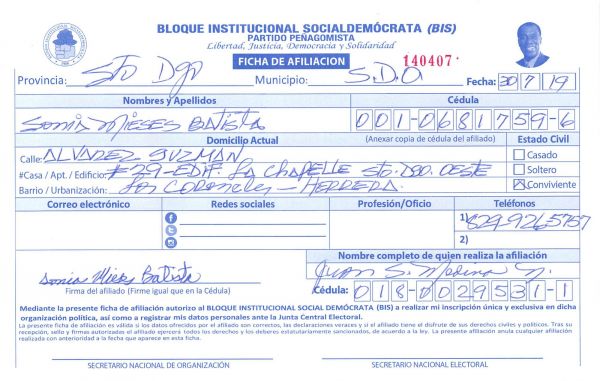 BLOQUE INSTITUCIONAL SOCIALDEMÓCRATA (BIS)
PARTIDO PEÑAGOMISTA
Libertad, Justicia, Democracia y Solidaridad
FICHA DE AFILIACION 140407
Provincia: Sto Dgo Municipio: S.D.O Fecha: 30/7/19
Nombres y Apellidos Cédula
Sonia Mieses Batista 001-0681759-6
Domicilio Actual (Anexar copia de cédula del afiliado) Estado Civil
Calle: ALVAREZ GUZMAN Casado
#Casa / Apt. / Edificio: #29-EDIF. La Chapelle Sto. Dgo. Oeste Soltero
Barrio / Urbanización: Los Coroneles - Herrera. Conviviente
Correo electrónico Redes sociales Profesión/Oficio Teléfonos
1) 829-9265757
2)
Nombre completo de quien realiza la afiliación
Sonia Mieses Batista Juan S. Medina N.
Firma del afiliado (Firme igual que en la Cédula) Cédula: 018-0029531-1
Mediante la presente ficha de afiliación autorizo al BLOQUE INSTITUCIONAL SOCIAL DEMÓCRATA (BIS) a realizar mi inscripción única y exclusiva en dicha
organización política, así como a registrar mis datos personales ante la Junta Central Electoral.
La presente ficha de afiliación es válida si los datos ofrecidos por el afiliado son correctos, las declaraciones veraces y si el afiliado tiene el disfrute de sus derechos civiles y políticos. Tras su
recepción, sello y firmas autorizadas el afiliado ejercerá todos los derechos y los deberes estatutariamente sancionados, de acuerdo a la ley. La presente afiliación anula cualquier afiliación
realizada con anterioridad a la fecha que aparece en esta ficha.
SECRETARIO NACIONAL DE ORGANIZACIÓN SECRETARIO NACIONAL ELECTORAL